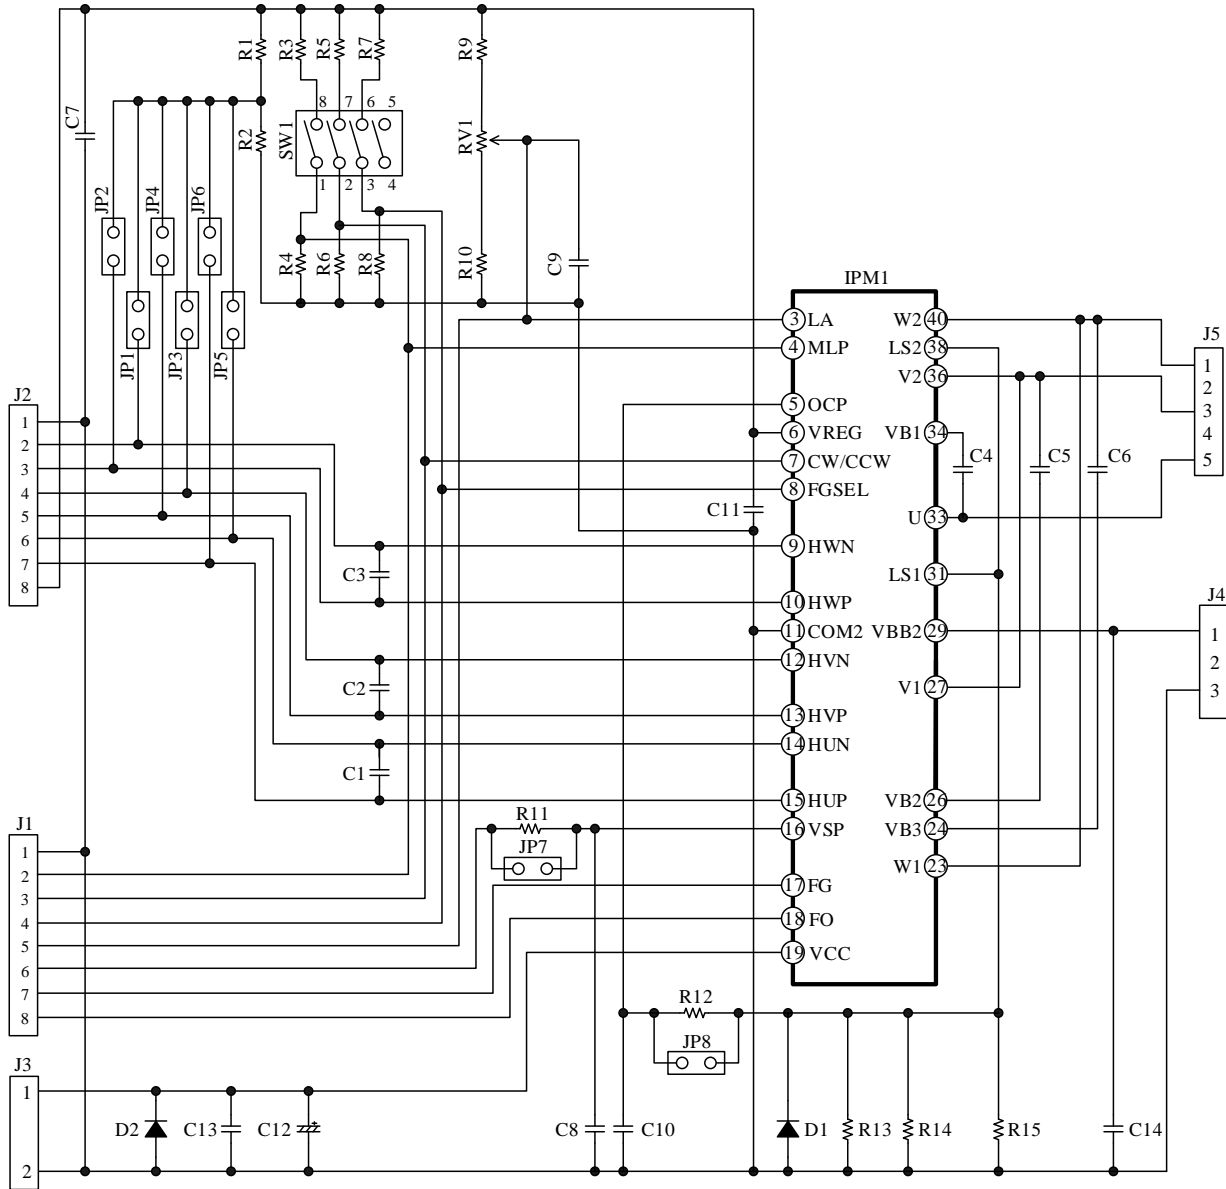 R1
R3
R5
R7
R9
C7
R2
SW1
8 7 6 5
1 2 3 4
RV1
JP2
JP4
JP6
R4
R6
R8
R10
C9
JP1
JP3
JP5
IPM1
3 LA
4 MLP
5 OCP
6 VREG
7 CW/CCW
8 FGSEL
9 HWN
10 HWP
11 COM2
12 HVN
13 HVP
14 HUN
15 HUP
16 VSP
17 FG
18 FO
19 VCC
W2 40
LS2 38
V2 36
VB1 34
U 33
LS1 31
VBB2 29
V1 27
VB2 26
VB3 24
W1 23
C4
C5
C6
J5
1
2
3
4
5
J2
1
2
3
4
5
6
7
8
C11
C3
C2
C1
J4
1
2
3
R11
JP7
J1
1
2
3
4
5
6
7
8
R12
JP8
J3
1
2
D2
C13
C12
+
C8
C10
D1
R13
R14
R15
C14